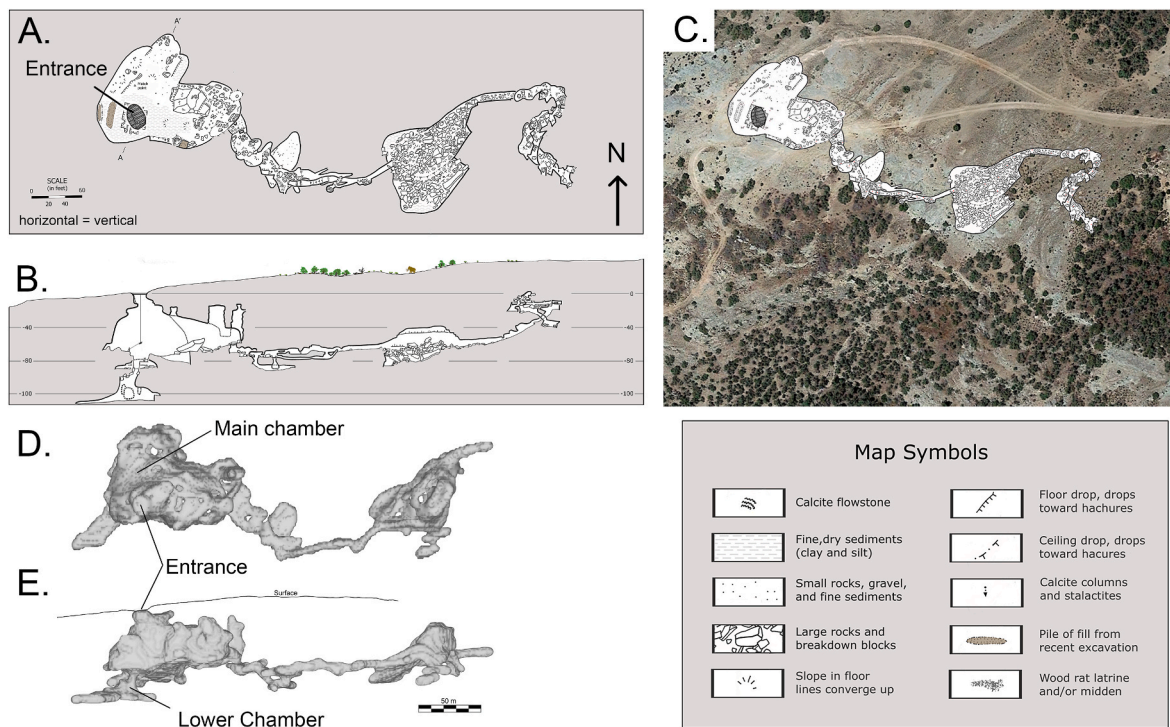 A.
A'
Entrance
A
SCALE
(in feet)
0 60
20 40
horizontal = vertical
N
B.
0 0
-40 -40
-80 -80
-100 -100
C.
D.
Main chamber
Entrance
E.
Surface
Lower Chamber
50 m
Map Symbols
Calcite flowstone
Fine,dry sediments
(clay and silt)
Small rocks, gravel,
and fine sediments
Large rocks and
breakdown blocks
Slope in floor
lines converge up
Floor drop, drops
toward hachures
Ceiling drop, drops
toward hacures
Calcite columns
and stalactites
Pile of fill from
recent excavation
Wood rat latrine
and/or midden